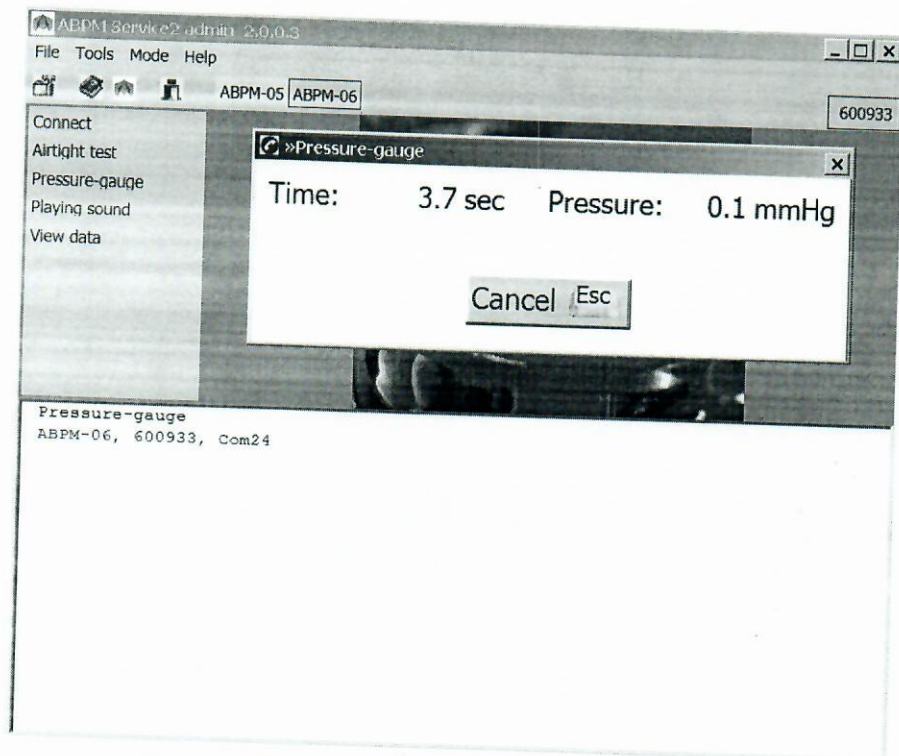 ABPM Service2 admin 2.0.0.3
File Tools Mode Help
ABPM-05 ABPM-06
600933
Connect
Airtight test
Pressure-gauge
Playing sound
View data
»Pressure-gauge
Time: 3.7 sec Pressure: 0.1 mmHg
Cancel Esc
Pressure-gauge
ABPM-06, 600933, Com24